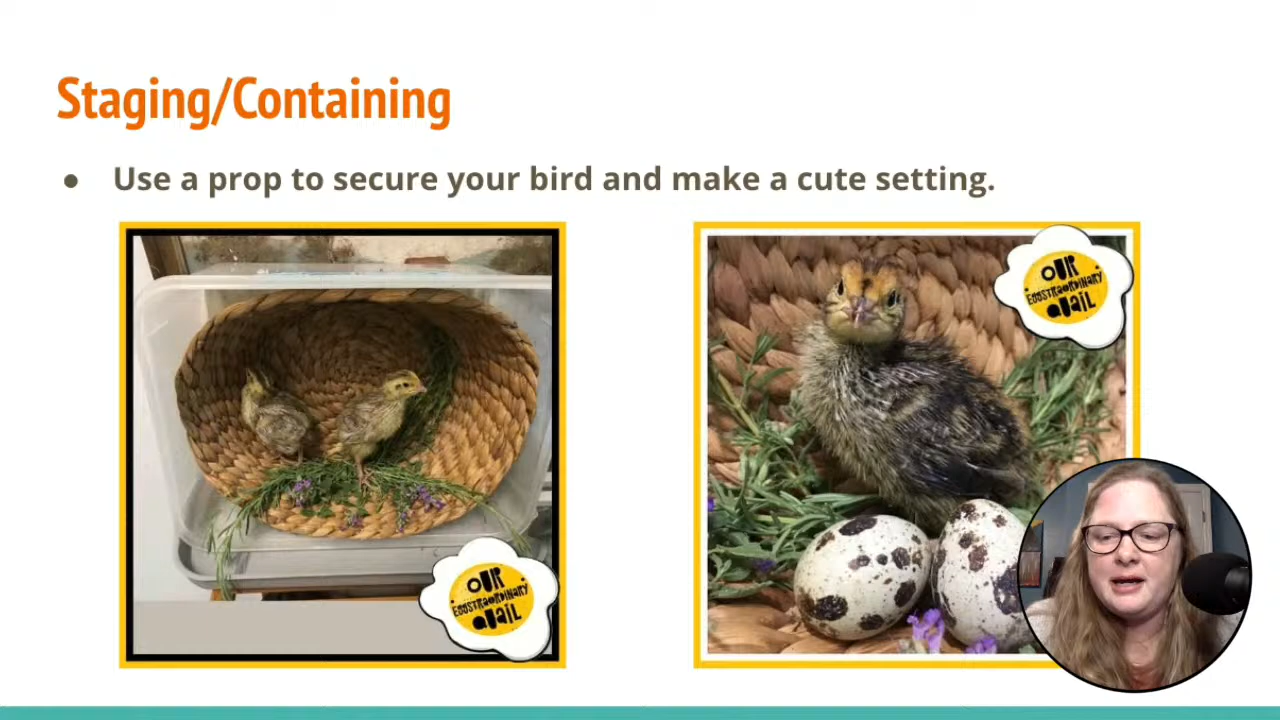 Staging/Containing
● Use a prop to secure your bird and make a cute setting.
OUR
EGGSTRAORDINARY
QUAIL
OUR
EGGSTRAORDINARY
QUAIL